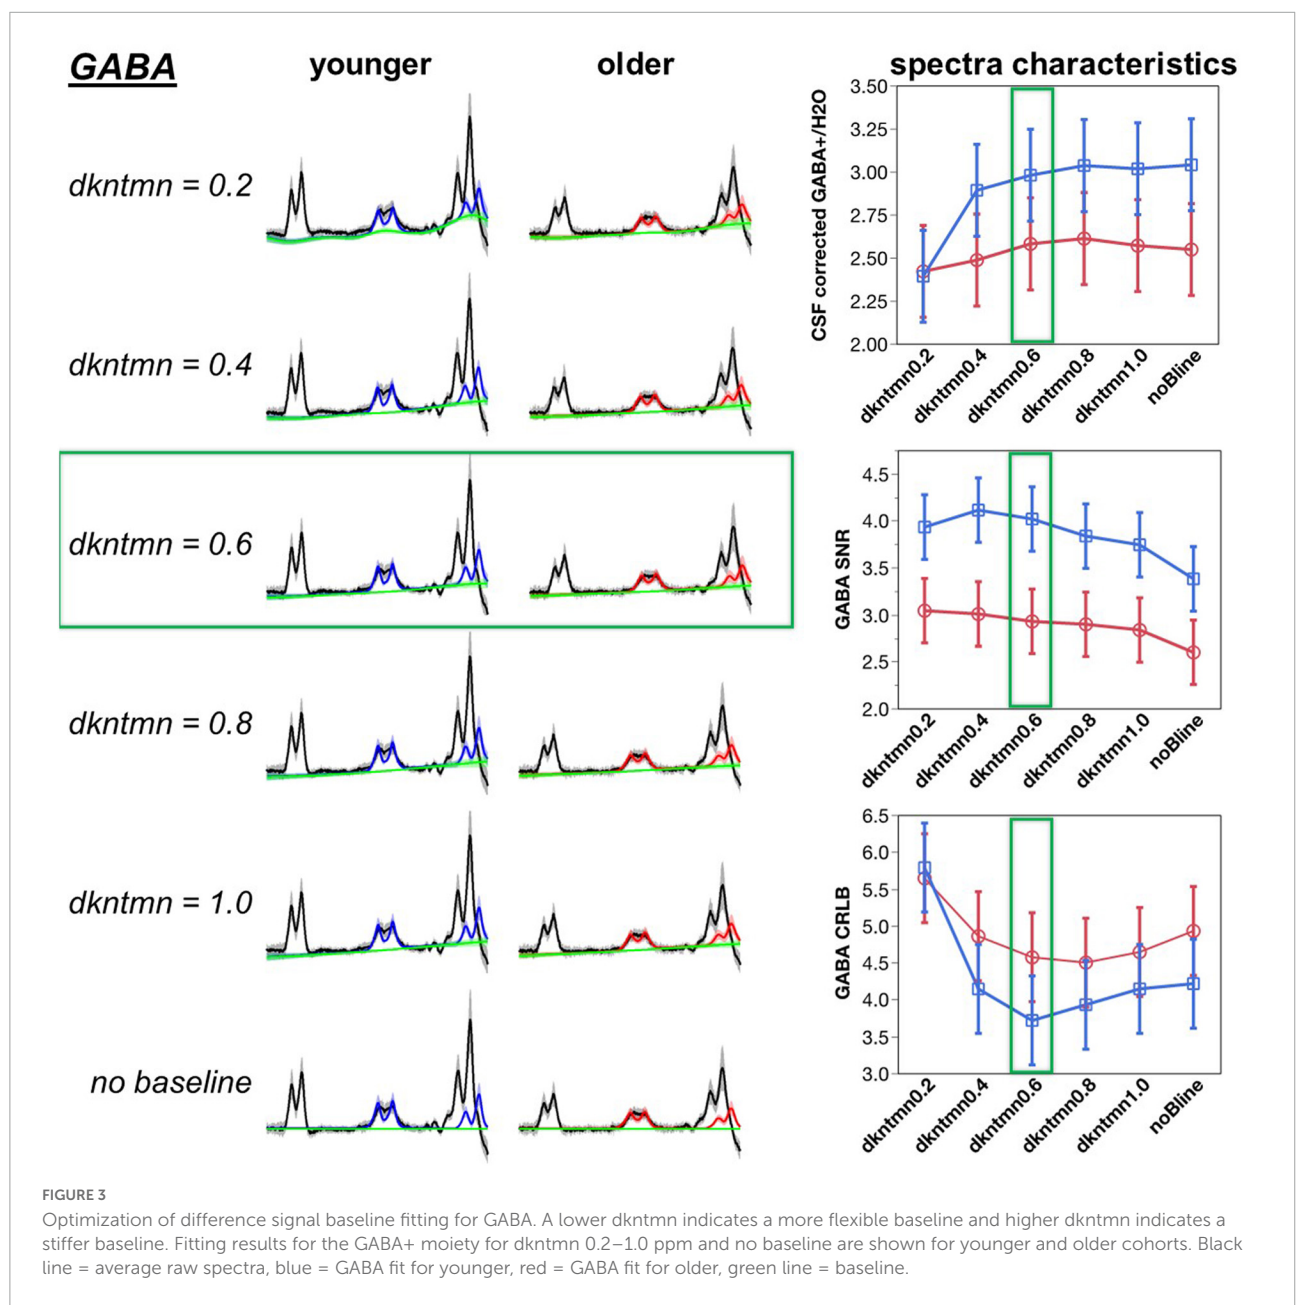 GABA younger older spectra characteristics
dkntmn = 0.2
dkntmn = 0.4
dkntmn = 0.6
dkntmn = 0.8
dkntmn = 1.0
no baseline
CSF corrected GABA+/H2O
3.50
3.25
3.00
2.75
2.50
2.25
2.00
dkntmn0.2
dkntmn0.4
dkntmn0.6
dkntmn0.8
dkntmn1.0
noBline
GABA SNR
4.5
4.0
3.5
3.0
2.5
2.0
dkntmn0.2
dkntmn0.4
dkntmn0.6
dkntmn0.8
dkntmn1.0
noBline
GABA CRLB
6.5
6.0
5.5
5.0
4.5
4.0
3.5
3.0
dkntmn0.2
dkntmn0.4
dkntmn0.6
dkntmn0.8
dkntmn1.0
noBline
FIGURE 3
Optimization of difference signal baseline fitting for GABA. A lower dkntmn indicates a more flexible baseline and higher dkntmn indicates a
stiffer baseline. Fitting results for the GABA+ moiety for dkntmn 0.2–1.0 ppm and no baseline are shown for younger and older cohorts. Black
line = average raw spectra, blue = GABA fit for younger, red = GABA fit for older, green line = baseline.